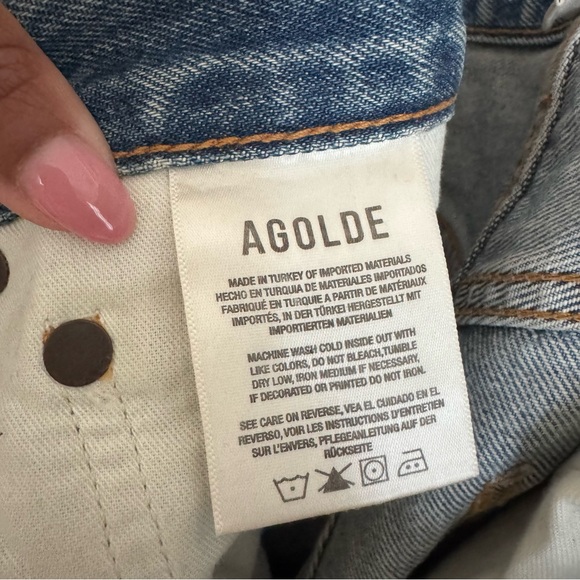 AGOLDE
MADE IN TURKEY OF IMPORTED MATERIALS
HECHO EN TURQUIA DE MATERIALES IMPORTADOS
FABRIQUÉ EN TURQUIE A PARTIR DE MATÉRIAUX
IMPORTÉS, IN DER TÜRKEI HERGESTELLT MIT
IMPORTIERTEN MATERIALIEN
MACHINE WASH COLD INSIDE OUT WITH
LIKE COLORS, DO NOT BLEACH,TUMBLE
DRY LOW, IRON MEDIUM IF NECESSARY,
IF DECORATED OR PRINTED DO NOT IRON.
SEE CARE ON REVERSE, VEA EL CUIDADO EN EL
REVERSO, VOIR LES INSTRUCTIONS D'ENTRETIEN
SUR L'ENVERS, PFLEGEANLEITUNG AUF DER
RÜCKSEITE